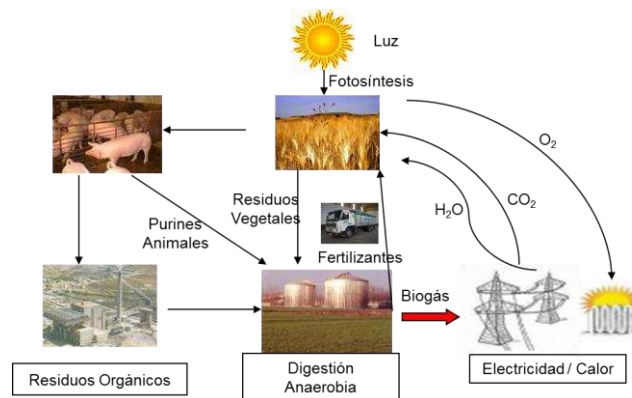 Luz
Fotosíntesis
O₂
CO₂
H₂O
Residuos
Vegetales
Purines
Animales
Fertilizantes
Biogás
Residuos Orgánicos
Digestión
Anaerobia
Electricidad / Calor